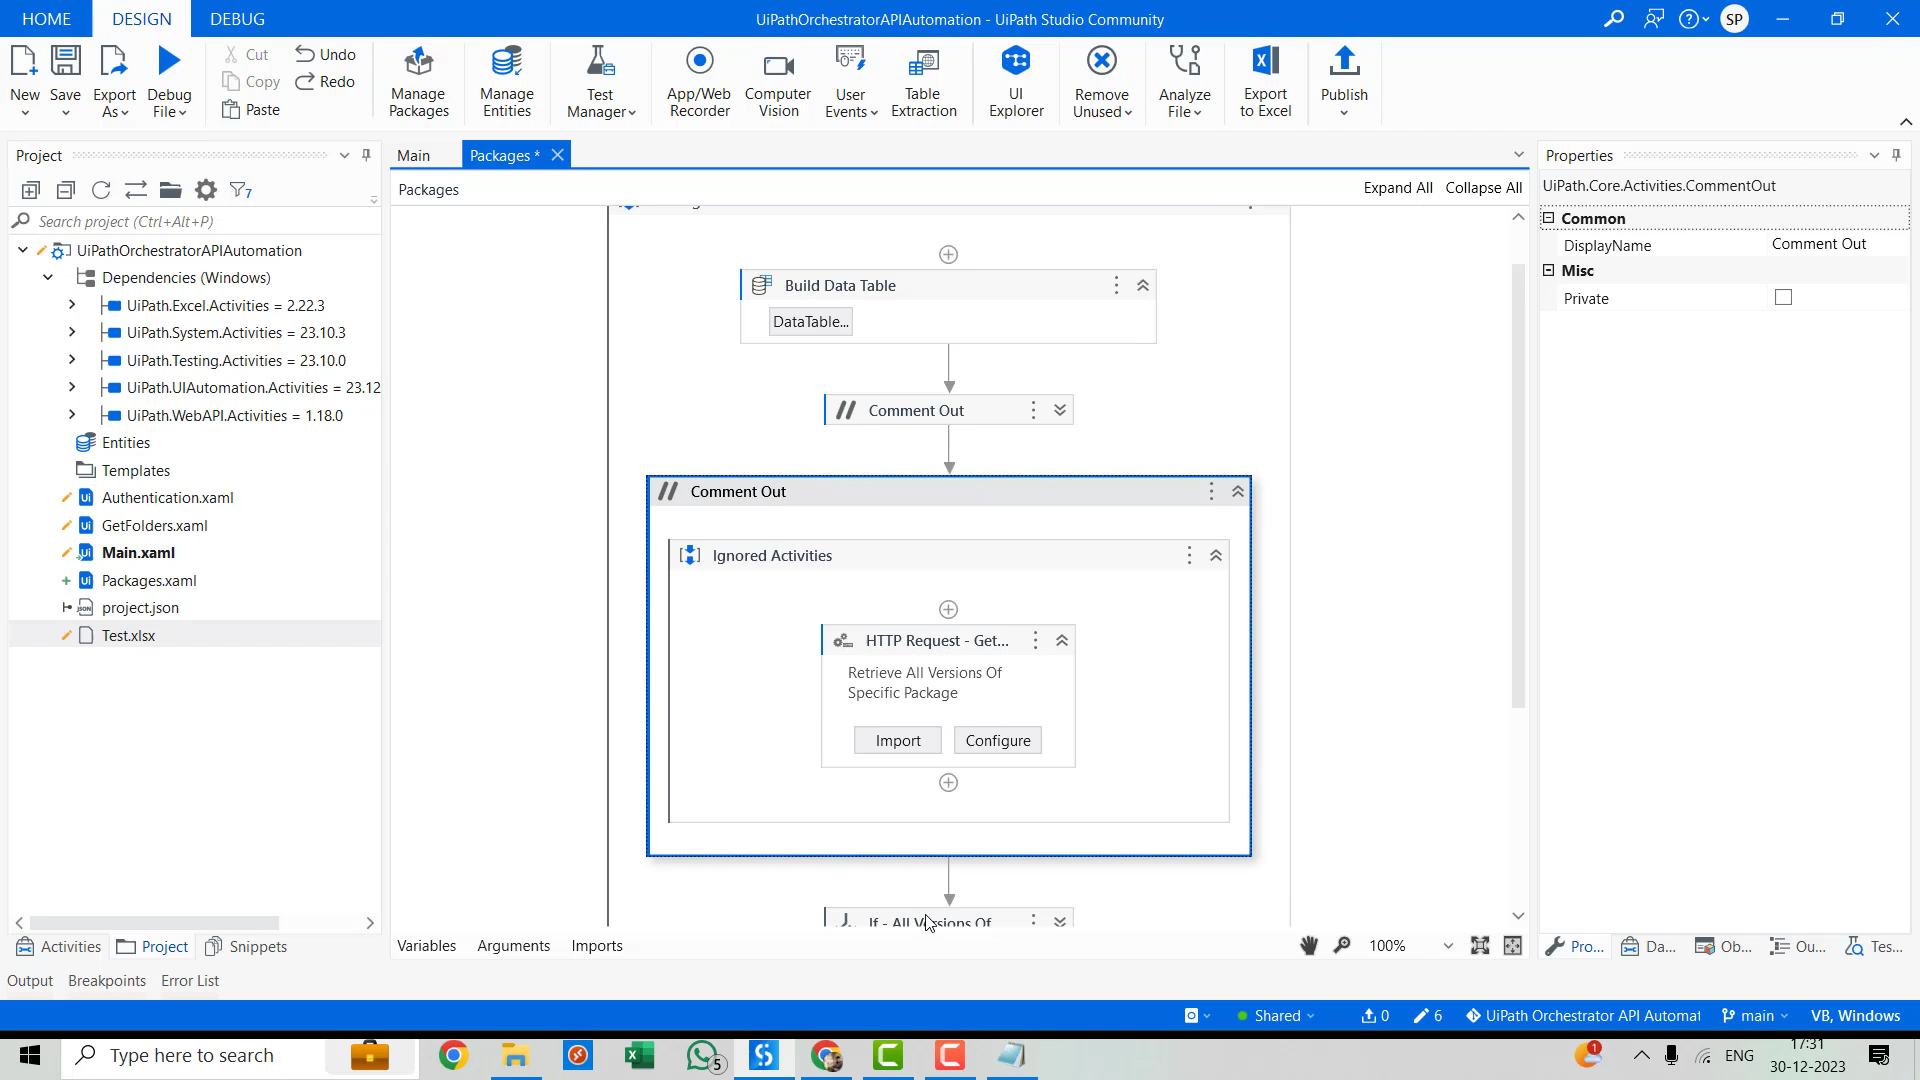 HOME DESIGN DEBUG UiPathOrchestratorAPIAutomation - UiPath Studio Community SP
New Save Export As Debug File
Cut Copy Paste Undo Redo
Manage Packages Manage Entities Test Manager App/Web Recorder Computer Vision User Events Table Extraction UI Explorer Remove Unused Analyze File Export to Excel Publish
Project
7
Search project (Ctrl+Alt+P)
UiPathOrchestratorAPIAutomation
Dependencies (Windows)
UiPath.Excel.Activities = 2.22.3
UiPath.System.Activities = 23.10.3
UiPath.Testing.Activities = 23.10.0
UiPath.UIAutomation.Activities = 23.12
UiPath.WebAPI.Activities = 1.18.0
Entities
Templates
Authentication.xaml
GetFolders.xaml
Main.xaml
Packages.xaml
JSON project.json
Test.xlsx
Activities Project Snippets
Main Packages *
Packages Expand All Collapse All
Build Data Table
DataTable...
Comment Out
Comment Out
Ignored Activities
HTTP Request - Get...
Retrieve All Versions Of
Specific Package
Import Configure
If - All Versions Of
Variables Arguments Imports 100%
Properties
UiPath.Core.Activities.CommentOut
Common
DisplayName Comment Out
Misc
Private
Pro... Da... Ob... Ou... Tes...
Output Breakpoints Error List
Shared 0 6 UiPath Orchestrator API Automat main VB, Windows
Type here to search 5 1 ENG 17:31
30-12-2023